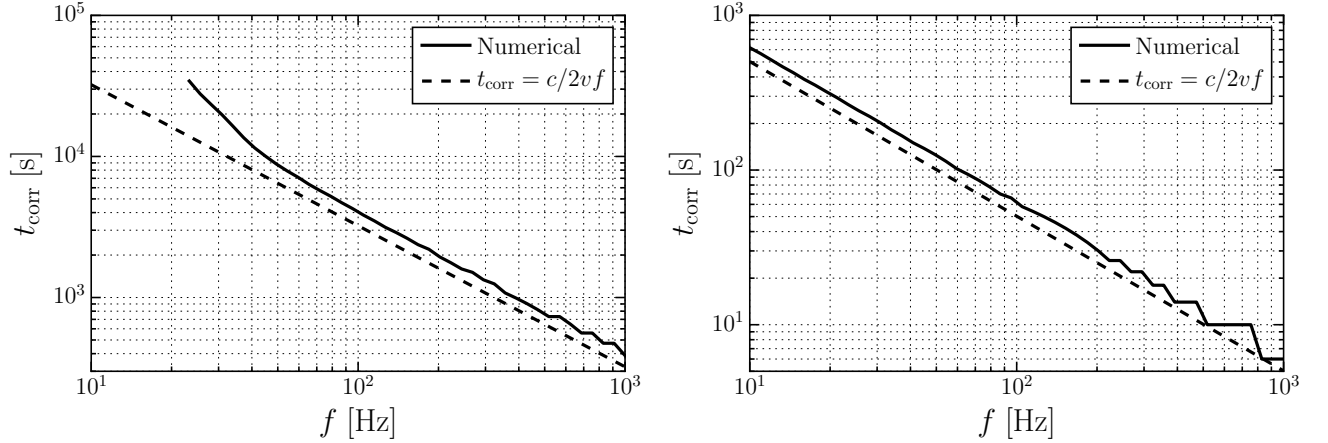 10^5
10^4
10^3
t_corr [s]
Numerical
t_corr = c/2vf
10^1 10^2 10^3
f [Hz]
10^3
10^2
10^1
t_corr [s]
Numerical
t_corr = c/2vf
10^1 10^2 10^3
f [Hz]